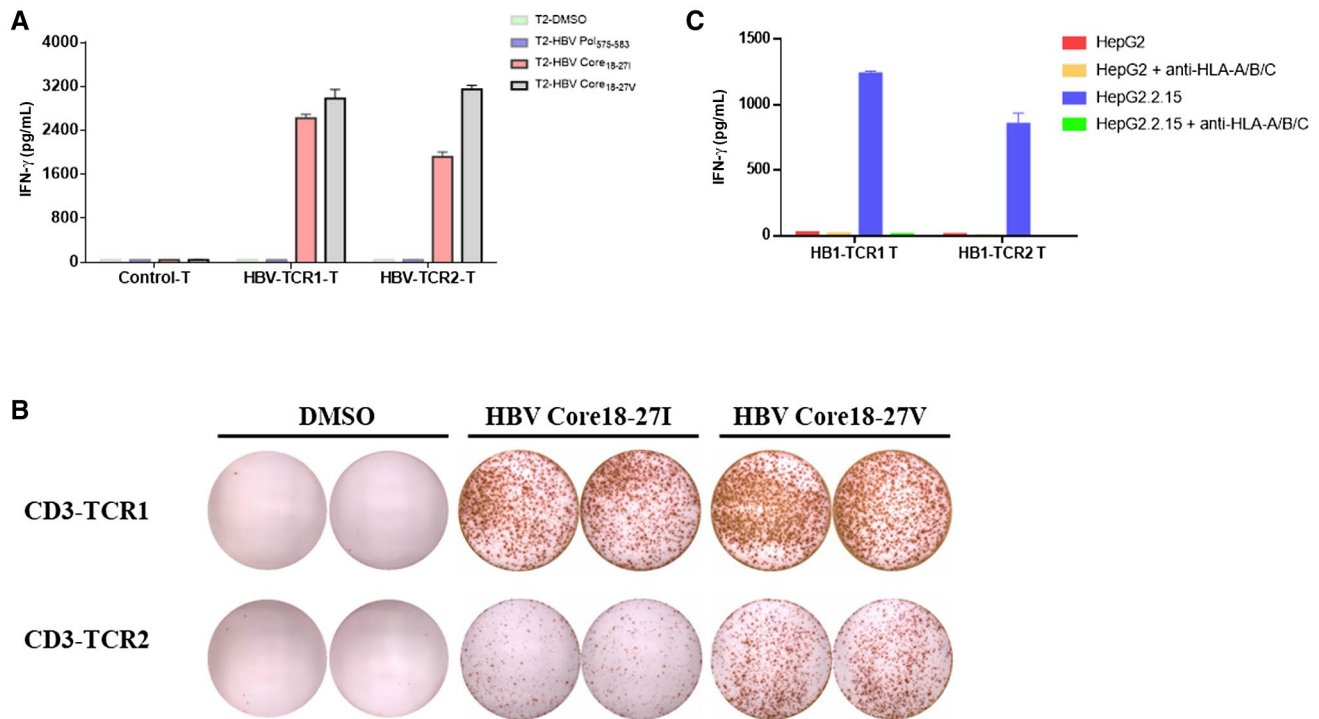 A
T2-DMSO
T2-HBV Pol575-583
T2-HBV Core18-27I
T2-HBV Core18-27V
4000
3200
2400
1600
800
0
IFN-γ (pg/mL)
Control-T
HBV-TCR1-T
HBV-TCR2-T
C
HepG2
HepG2 + anti-HLA-A/B/C
HepG2.2.15
HepG2.2.15 + anti-HLA-A/B/C
1500
1000
500
0
IFN-γ (pg/mL)
HB1-TCR1 T
HB1-TCR2 T
B
DMSO HBV Core18-27I HBV Core18-27V
CD3-TCR1
CD3-TCR2